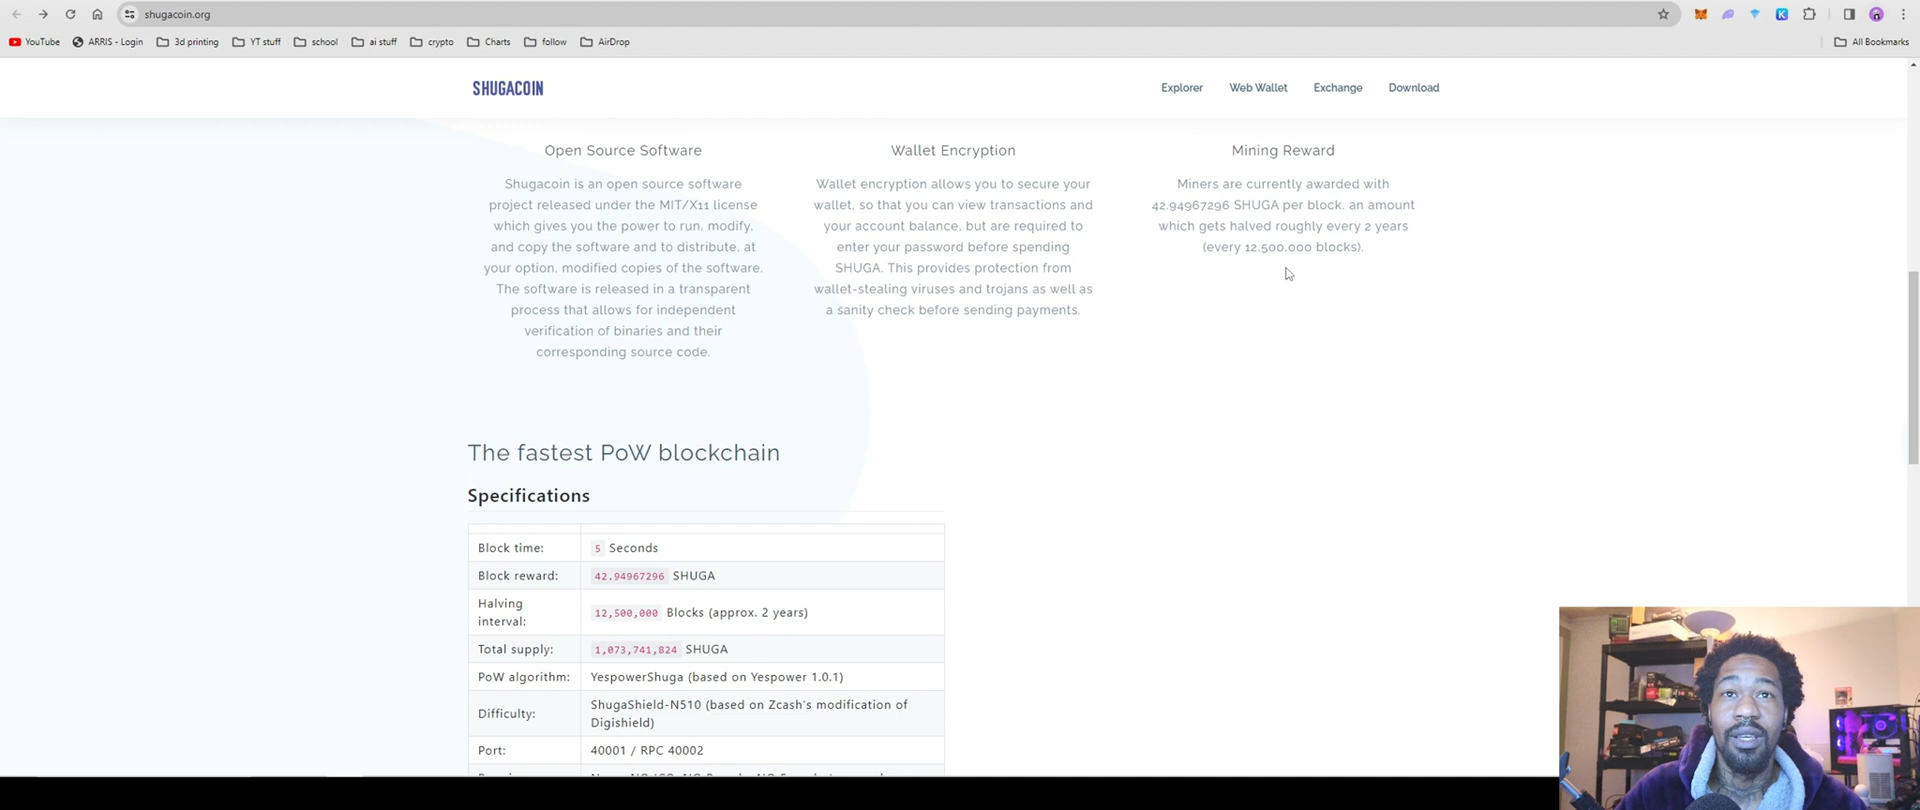 shugacoin.org
YouTube ARRIS - Login 3d printing YT stuff school ai stuff crypto Charts follow AirDrop All Bookmarks
SHUGACOIN
Explorer Web Wallet Exchange Download
Open Source Software
Shugacoin is an open source software
project released under the MIT/X11 license
which gives you the power to run, modify,
and copy the software and to distribute, at
your option, modified copies of the software.
The software is released in a transparent
process that allows for independent
verification of binaries and their
corresponding source code.
Wallet Encryption
Wallet encryption allows you to secure your
wallet, so that you can view transactions and
your account balance, but are required to
enter your password before spending
SHUGA. This provides protection from
wallet-stealing viruses and trojans as well as
a sanity check before sending payments.
Mining Reward
Miners are currently awarded with
42.94967296 SHUGA per block, an amount
which gets halved roughly every 2 years
(every 12,500,000 blocks).
The fastest PoW blockchain
Specifications
Block time: 5 Seconds
Block reward: 42.94967296 SHUGA
Halving
interval: 12,500,000 Blocks (approx. 2 years)
Total supply: 1,073,741,824 SHUGA
PoW algorithm: YespowerShuga (based on Yespower 1.0.1)
Difficulty: ShugaShield-N510 (based on Zcash's modification of
Digishield)
Port: 40001 / RPC 40002